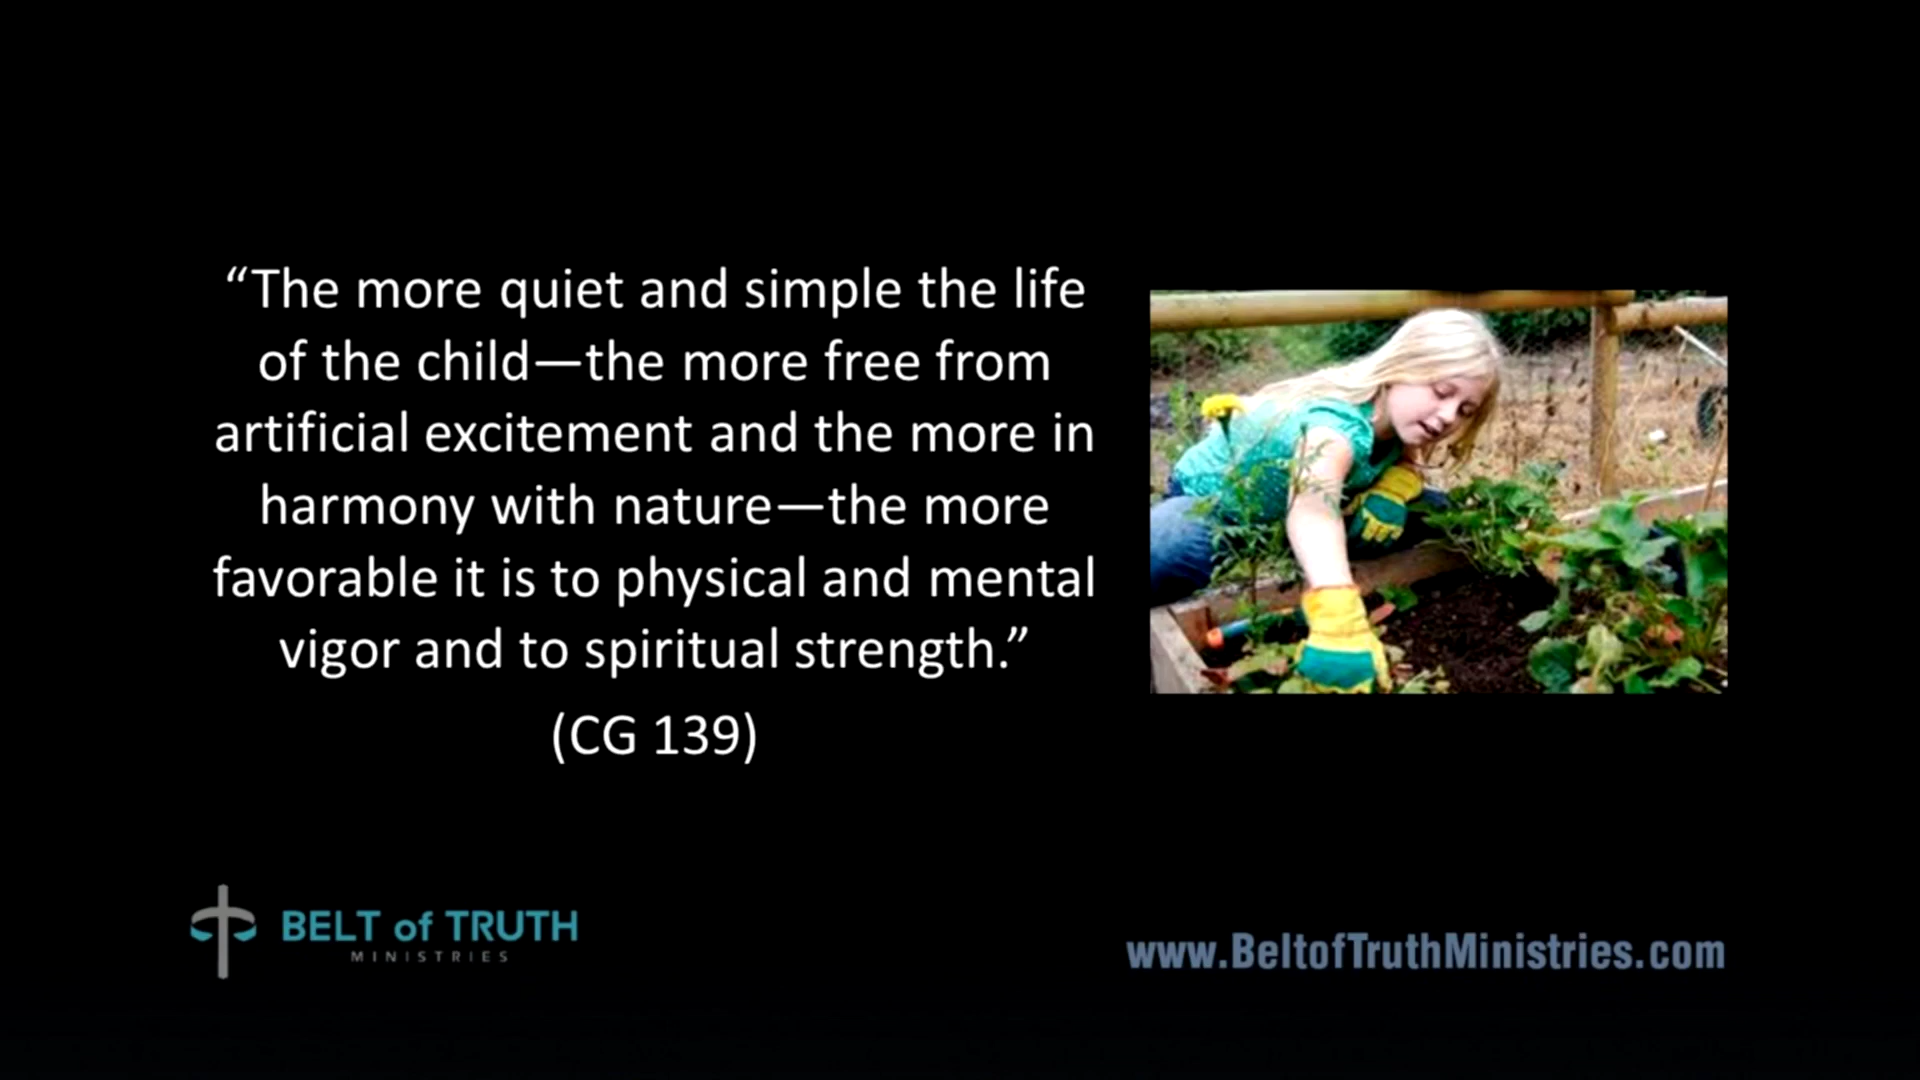 “The more quiet and simple the life
of the child—the more free from
artificial excitement and the more in
harmony with nature—the more
favorable it is to physical and mental
vigor and to spiritual strength.”
(CG 139)
BELT of TRUTH
MINISTRIES
www.BeltofTruthMinistries.com